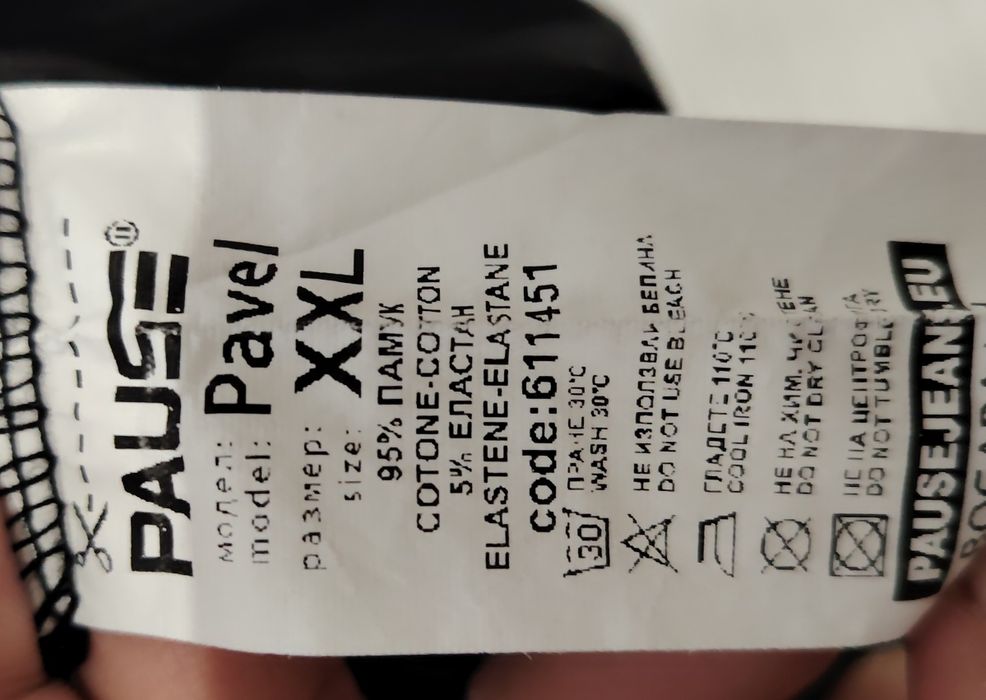 PAUSE®
модел:
model: Pavel
размер:
size: XXL
95% ПАМУК
COTONE-COTTON
5% ЕЛАСТАН
ELASTENE-ELASTANE
code:611451
30 ПРАНЕ 30°C
WASH 30°C
НЕ ИЗПОЛЗВАЙ БЕЛИНА
DO NOT USE BLEACH
ГЛАДЕТЕ 110°C
COOL IRON 110°C
НЕ НА ХИМ. ЧИСТЕНЕ
DO NOT DRY CLEAN
НЕ НА ЦЕНТРОФУГА
DO NOT TUMBLE DRY
PAUSEJEANS.EU